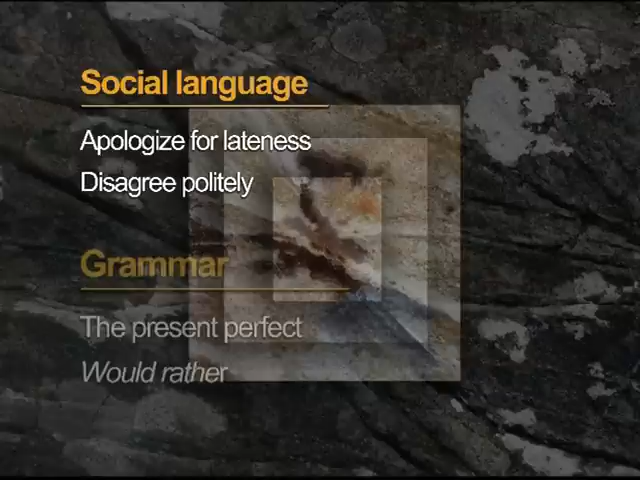 Social language
Apologize for lateness
Disagree politely
Grammar
The present perfect
Would rather